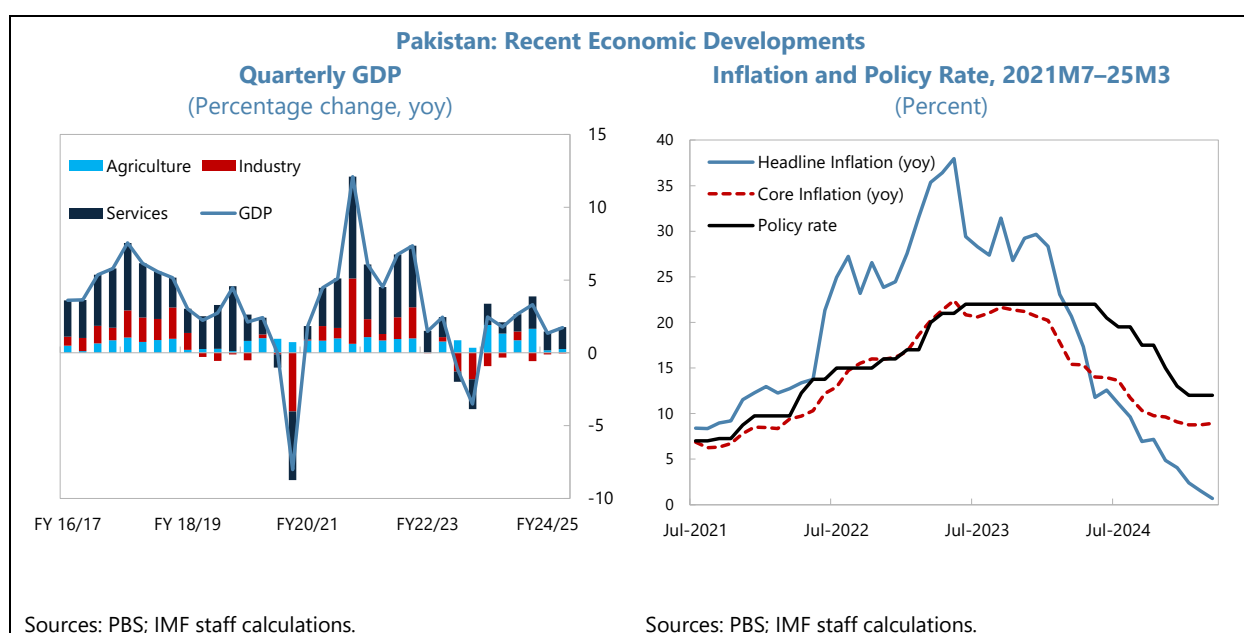 Pakistan: Recent Economic Developments
Quarterly GDP
(Percentage change, yoy)
15
10
5
0
-5
-10
Agriculture
Industry
Services
GDP
FY 16/17
FY 18/19
FY20/21
FY22/23
FY24/25
Sources: PBS; IMF staff calculations.
Inflation and Policy Rate, 2021M7–25M3
(Percent)
40
35
30
25
20
15
10
5
0
Headline Inflation (yoy)
Core Inflation (yoy)
Policy rate
Jul-2021
Jul-2022
Jul-2023
Jul-2024
Sources: PBS; IMF staff calculations.